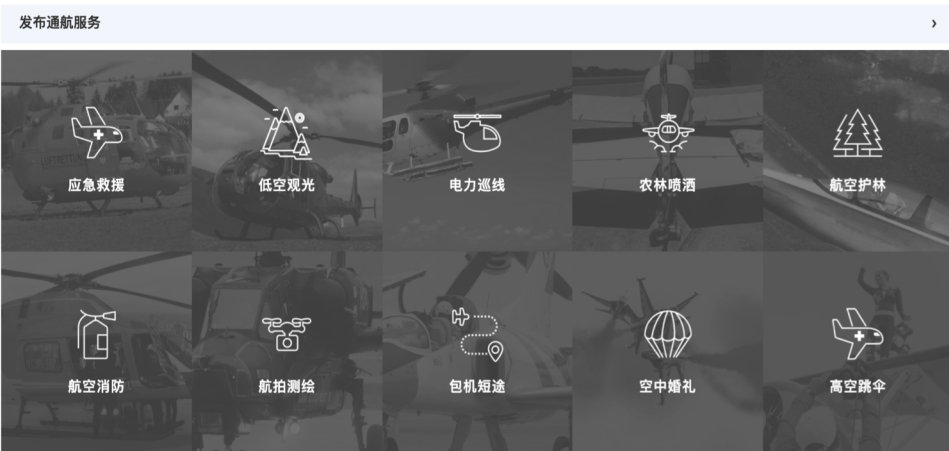 发布通航服务
应急救援
低空观光
电力巡线
农林喷洒
航空护林
航空消防
航拍测绘
包机短途
空中婚礼
高空跳伞